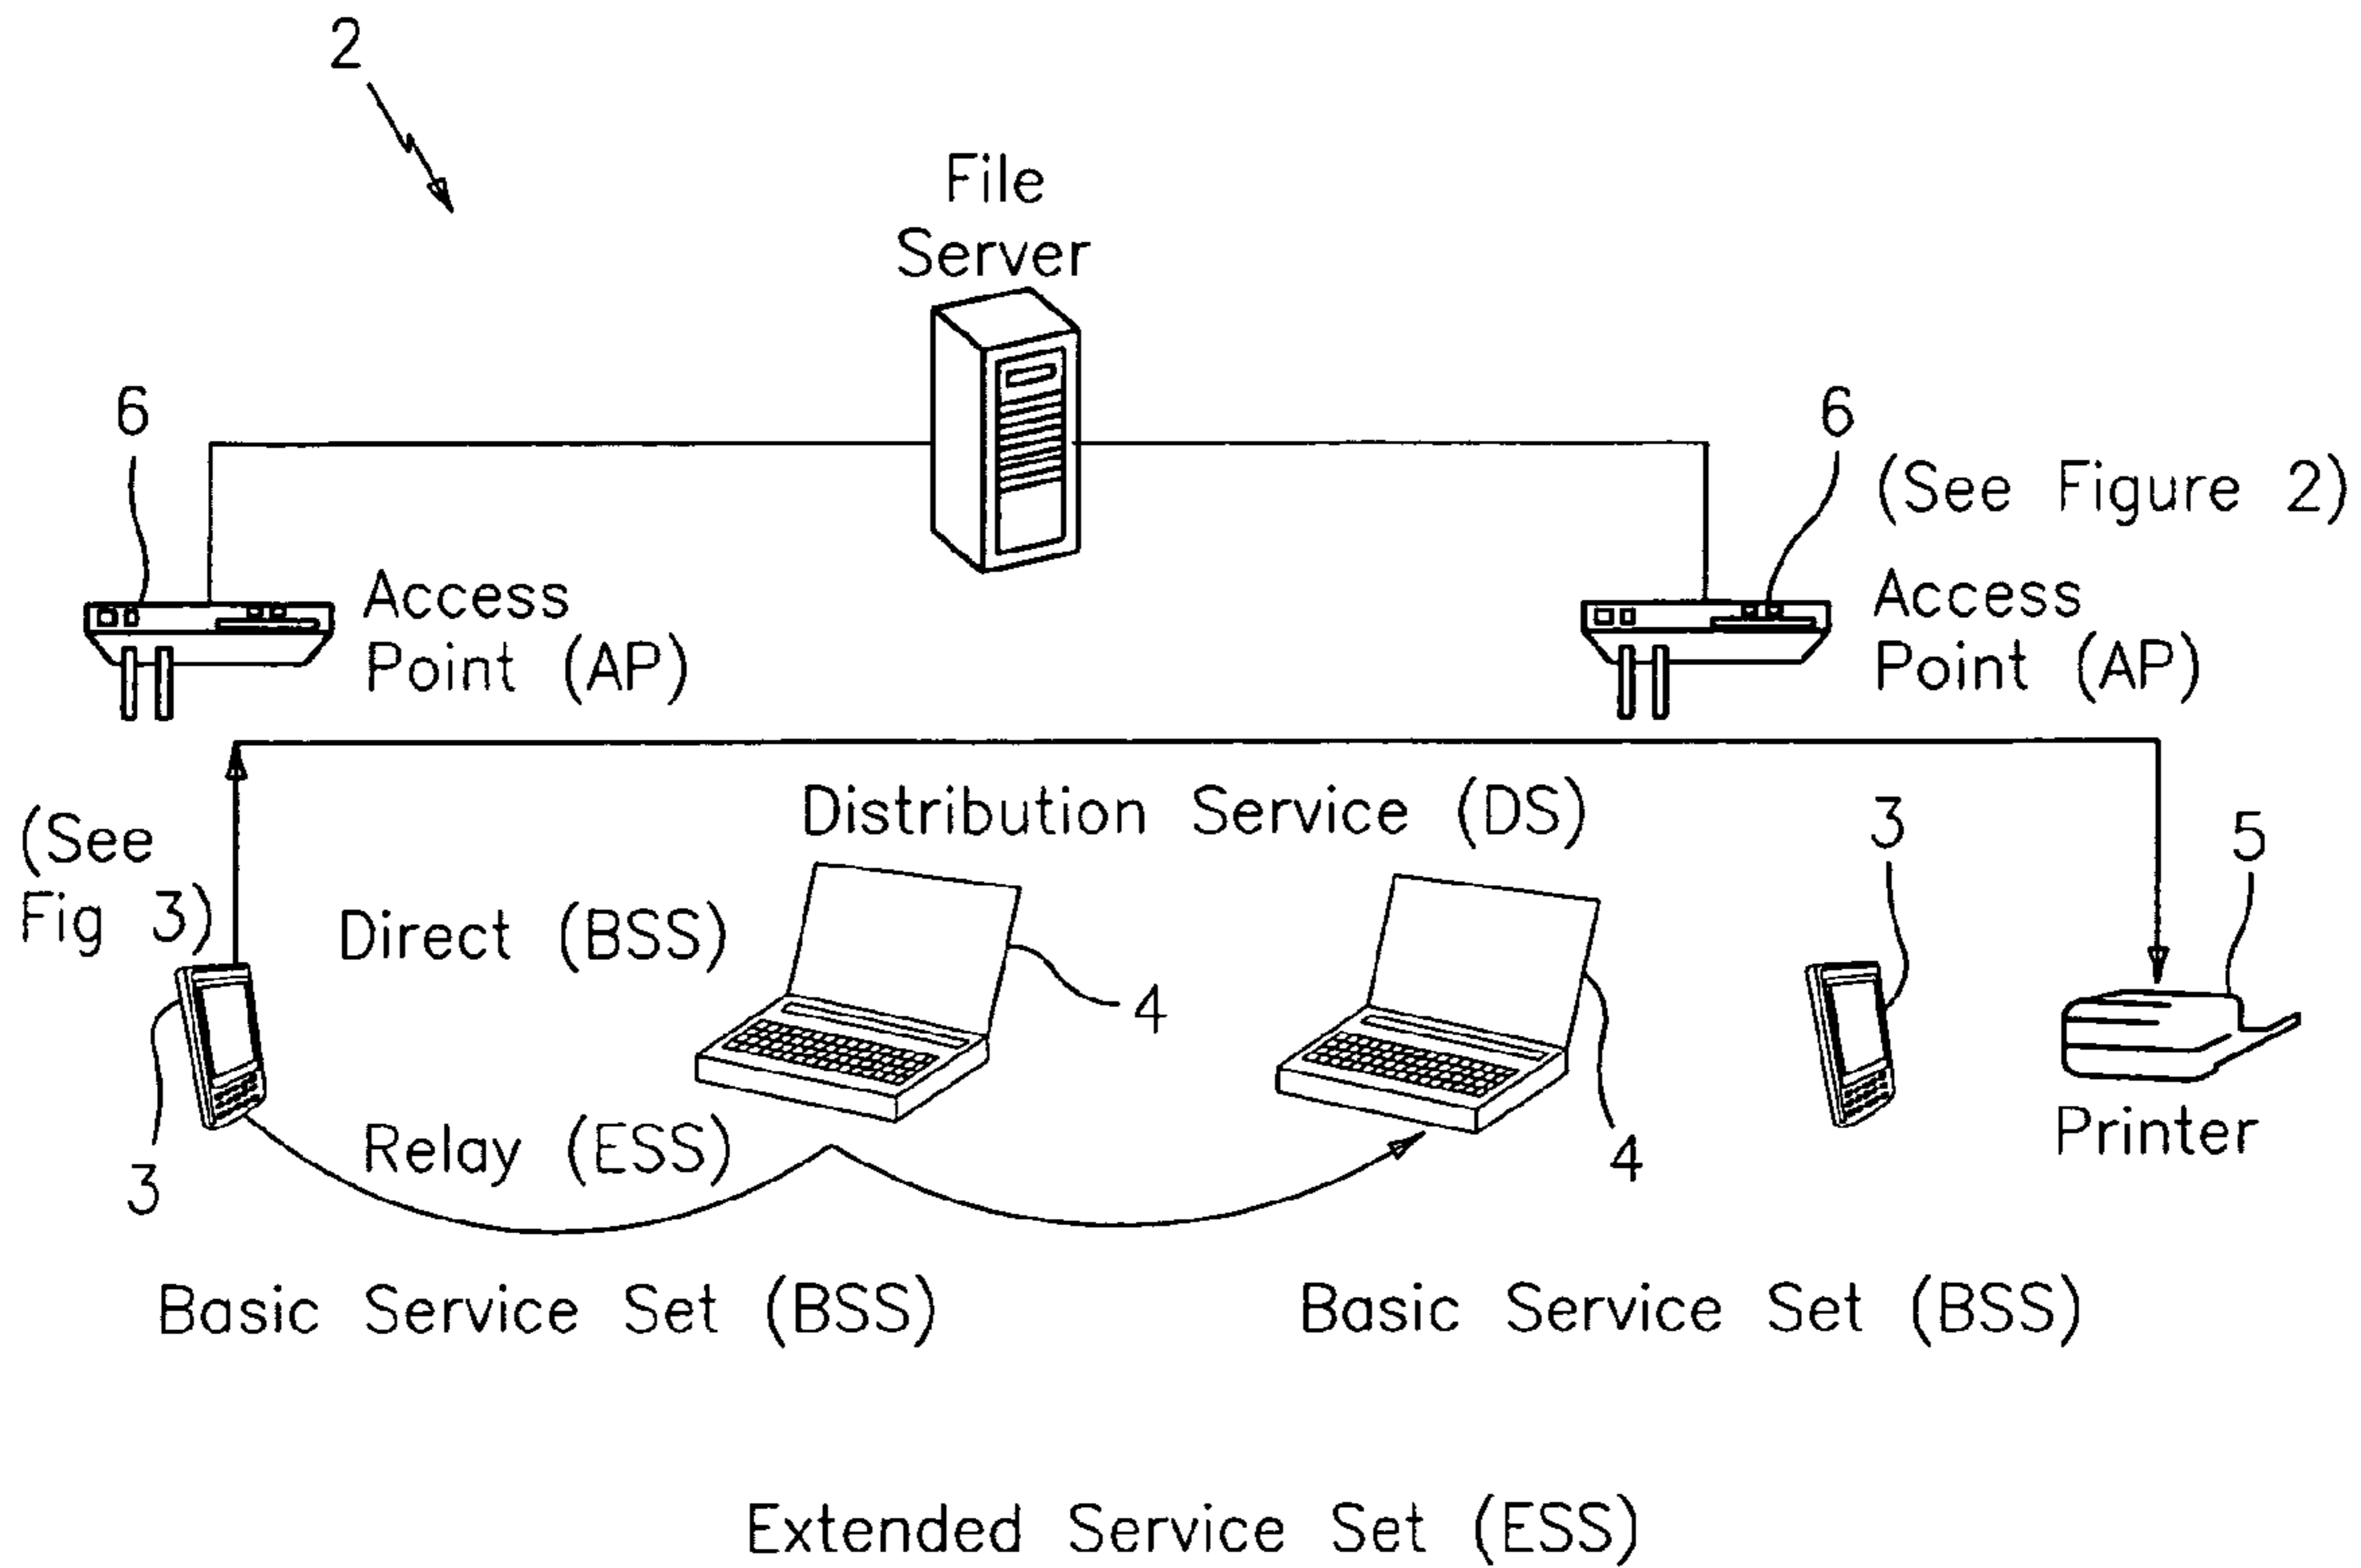 2
File
Server
6
6
(See Figure 2)
Access
Point (AP)
Access
Point (AP)
Distribution Service (DS)
(See
Fig 3)
3
5
Direct (BSS)
4
Relay (ESS)
Printer
3
4
Basic Service Set (BSS)
Basic Service Set (BSS)
Extended Service Set (ESS)